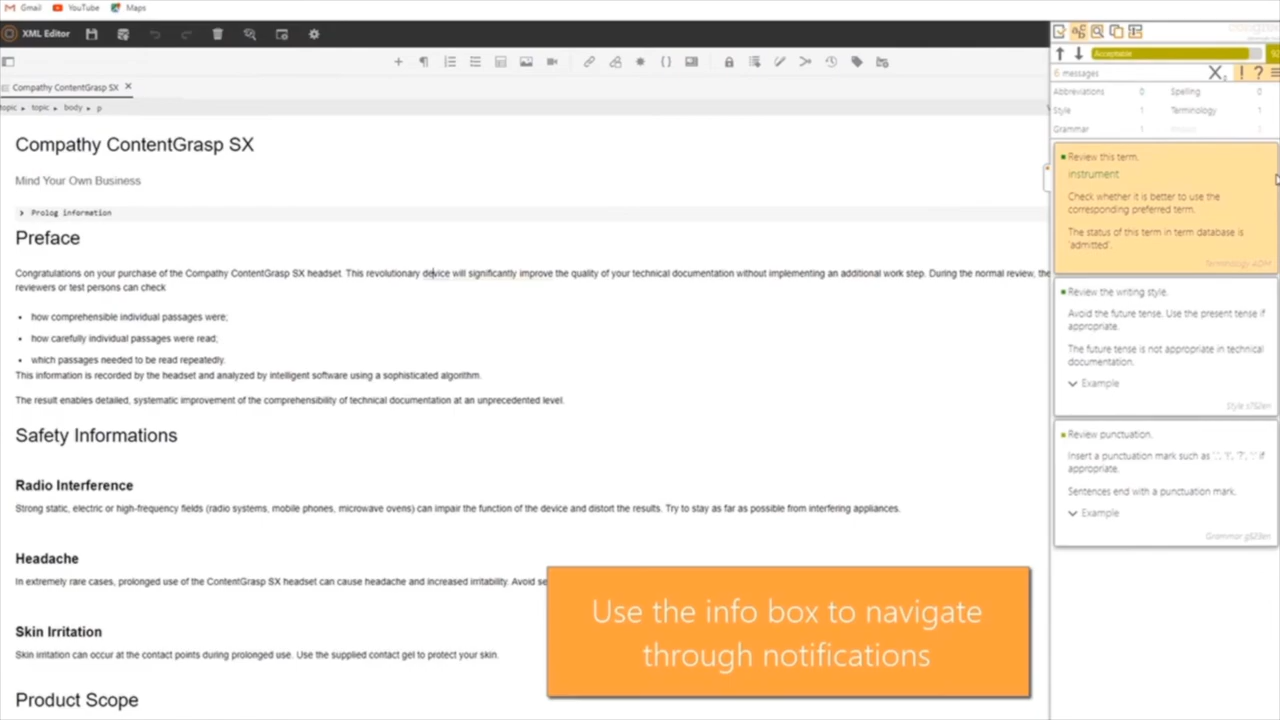 Gmail YouTube Maps
XML Editor
Acceptable
6 messages
Compathy ContentGrasp SX
Abbreviations 0 Spelling 0
Style 1 Terminology 1
Grammar 1
topic body p
Compathy ContentGrasp SX
Mind Your Own Business
Prolog information
Preface
Congratulations on your purchase of the Compathy ContentGrasp SX headset. This revolutionary device will significantly improve the quality of your technical documentation without implementing an additional work step. During the normal review, the
reviewers or test persons can check
• how comprehensible individual passages were;
• how carefully individual passages were read;
• which passages needed to be read repeatedly.
This information is recorded by the headset and analyzed by intelligent software using a sophisticated algorithm.
The result enables detailed, systematic improvement of the comprehensibility of technical documentation at an unprecedented level.
Safety Informations
Radio Interference
Strong static, electric or high-frequency fields (radio systems, mobile phones, microwave ovens) can impair the function of the device and distort the results. Try to stay as far as possible from interfering appliances.
Headache
In extremely rare cases, prolonged use of the ContentGrasp SX headset can cause headache and increased irritability. Avoid se
Skin Irritation
Skin irritation can occur at the contact points during prolonged use. Use the supplied contact gel to protect your skin.
Product Scope
Review this term.
instrument
Check whether it is better to use the
corresponding preferred term.
The status of this term in term database is
'admitted'.
Terminology ADM
Review the writing style.
Avoid the future tense. Use the present tense if
appropriate.
The future tense is not appropriate in technical
documentation.
Example
Style s752en
Review punctuation.
Insert a punctuation mark such as
if
appropriate.
Sentences end with a punctuation mark.
Example
Grammar g523en
Use the info box to navigate
through notifications